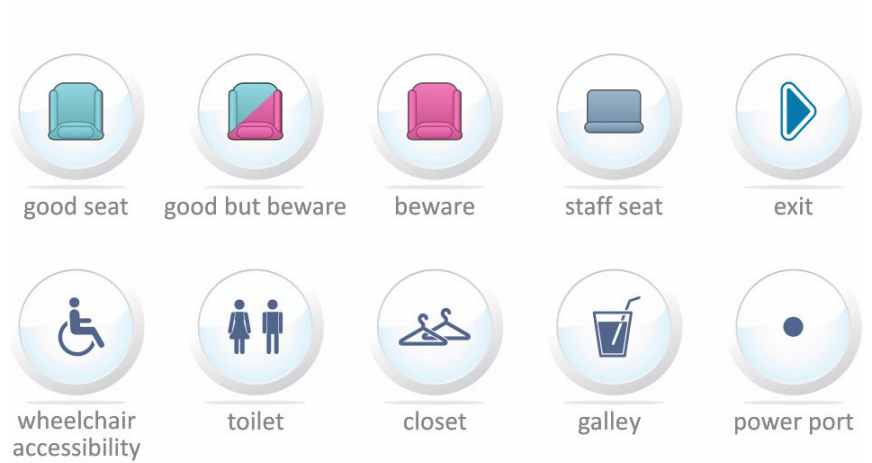 good seat
good but beware
beware
staff seat
exit
wheelchair
accessibility
toilet
closet
galley
power port